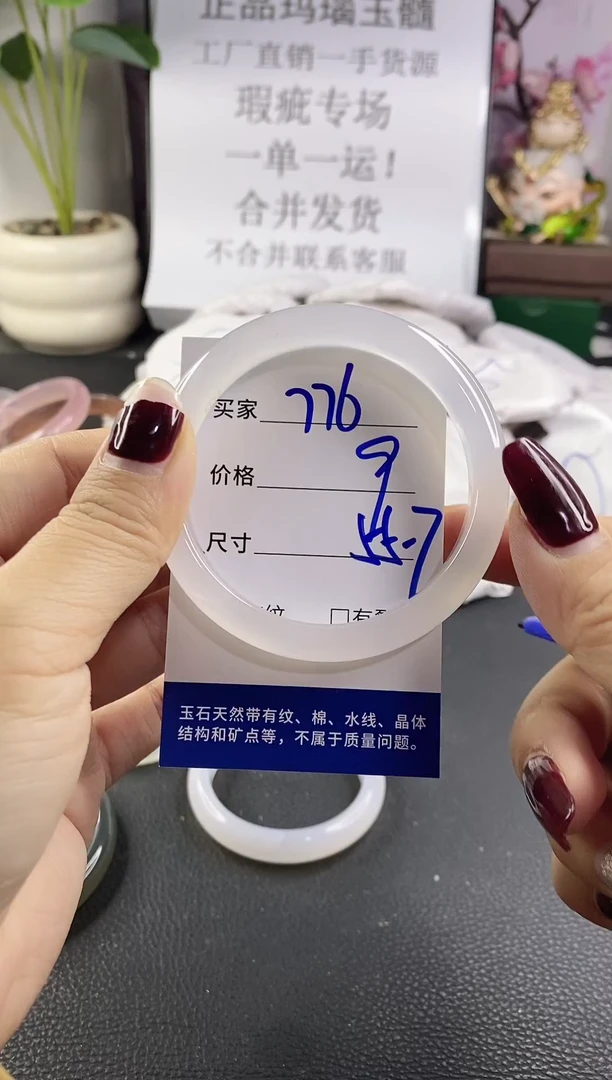 正品玛瑙玉髓
工厂直销一手货源
瑕疵专场
一单一运！
合并发货
不合并联系客服
买家 776
价格 9
尺寸 55.7
纹 □有
玉石天然带有纹、棉、水线、晶体
结构和矿点等，不属于质量问题。